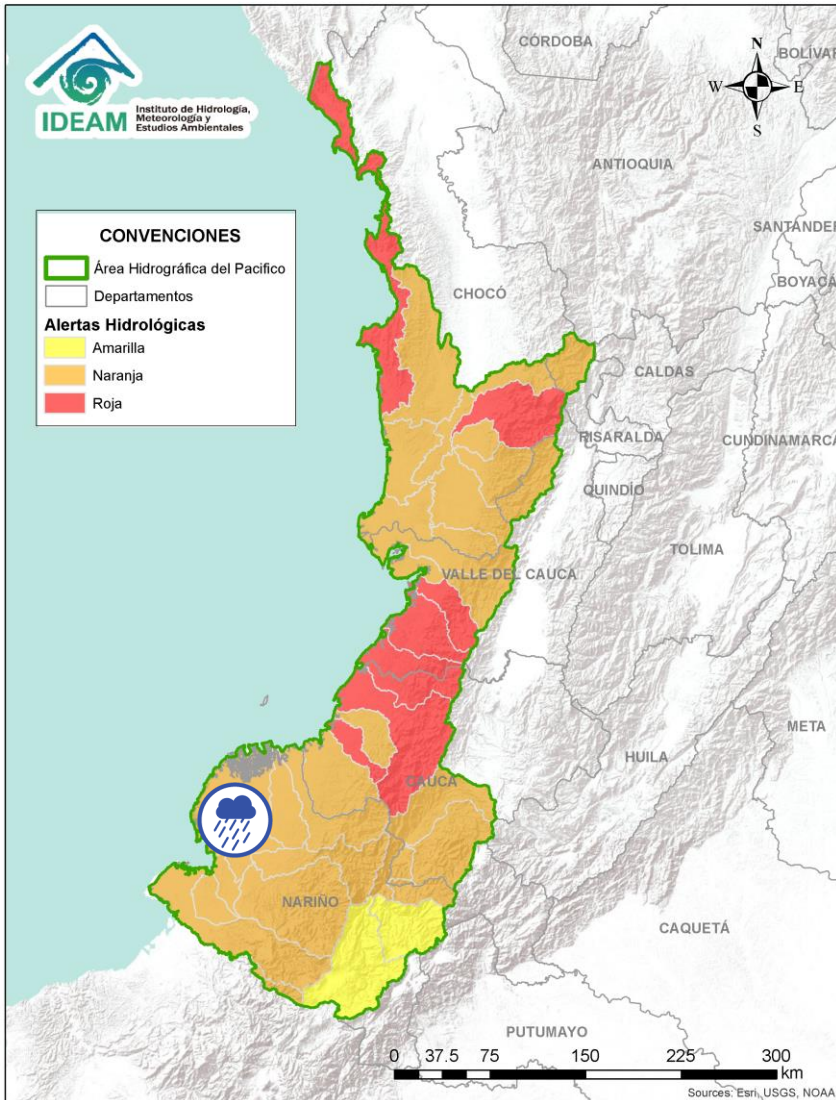 IDEAM
Instituto de Hidrología,
Meteorología y
Estudios Ambientales
CÓRDOBA
BOLÍVAR
N
W
E
S
ANTIOQUIA
CONVENCIONES
Área Hidrográfica del Pacifico
Departamentos
Alertas Hidrológicas
Amarilla
Naranja
Roja
SANTANDER
BOYACÁ
CHOCÓ
CALDAS
RISARALDA
CUNDINAMARCA
QUINDÍO
TOLIMA
VALLE DEL CAUCA
META
HUILA
CAUCA
NARIÑO
CAQUETÁ
PUTUMAYO
0 37.5 75 150 225 300
km
Sources: Esri, USGS, NOAA